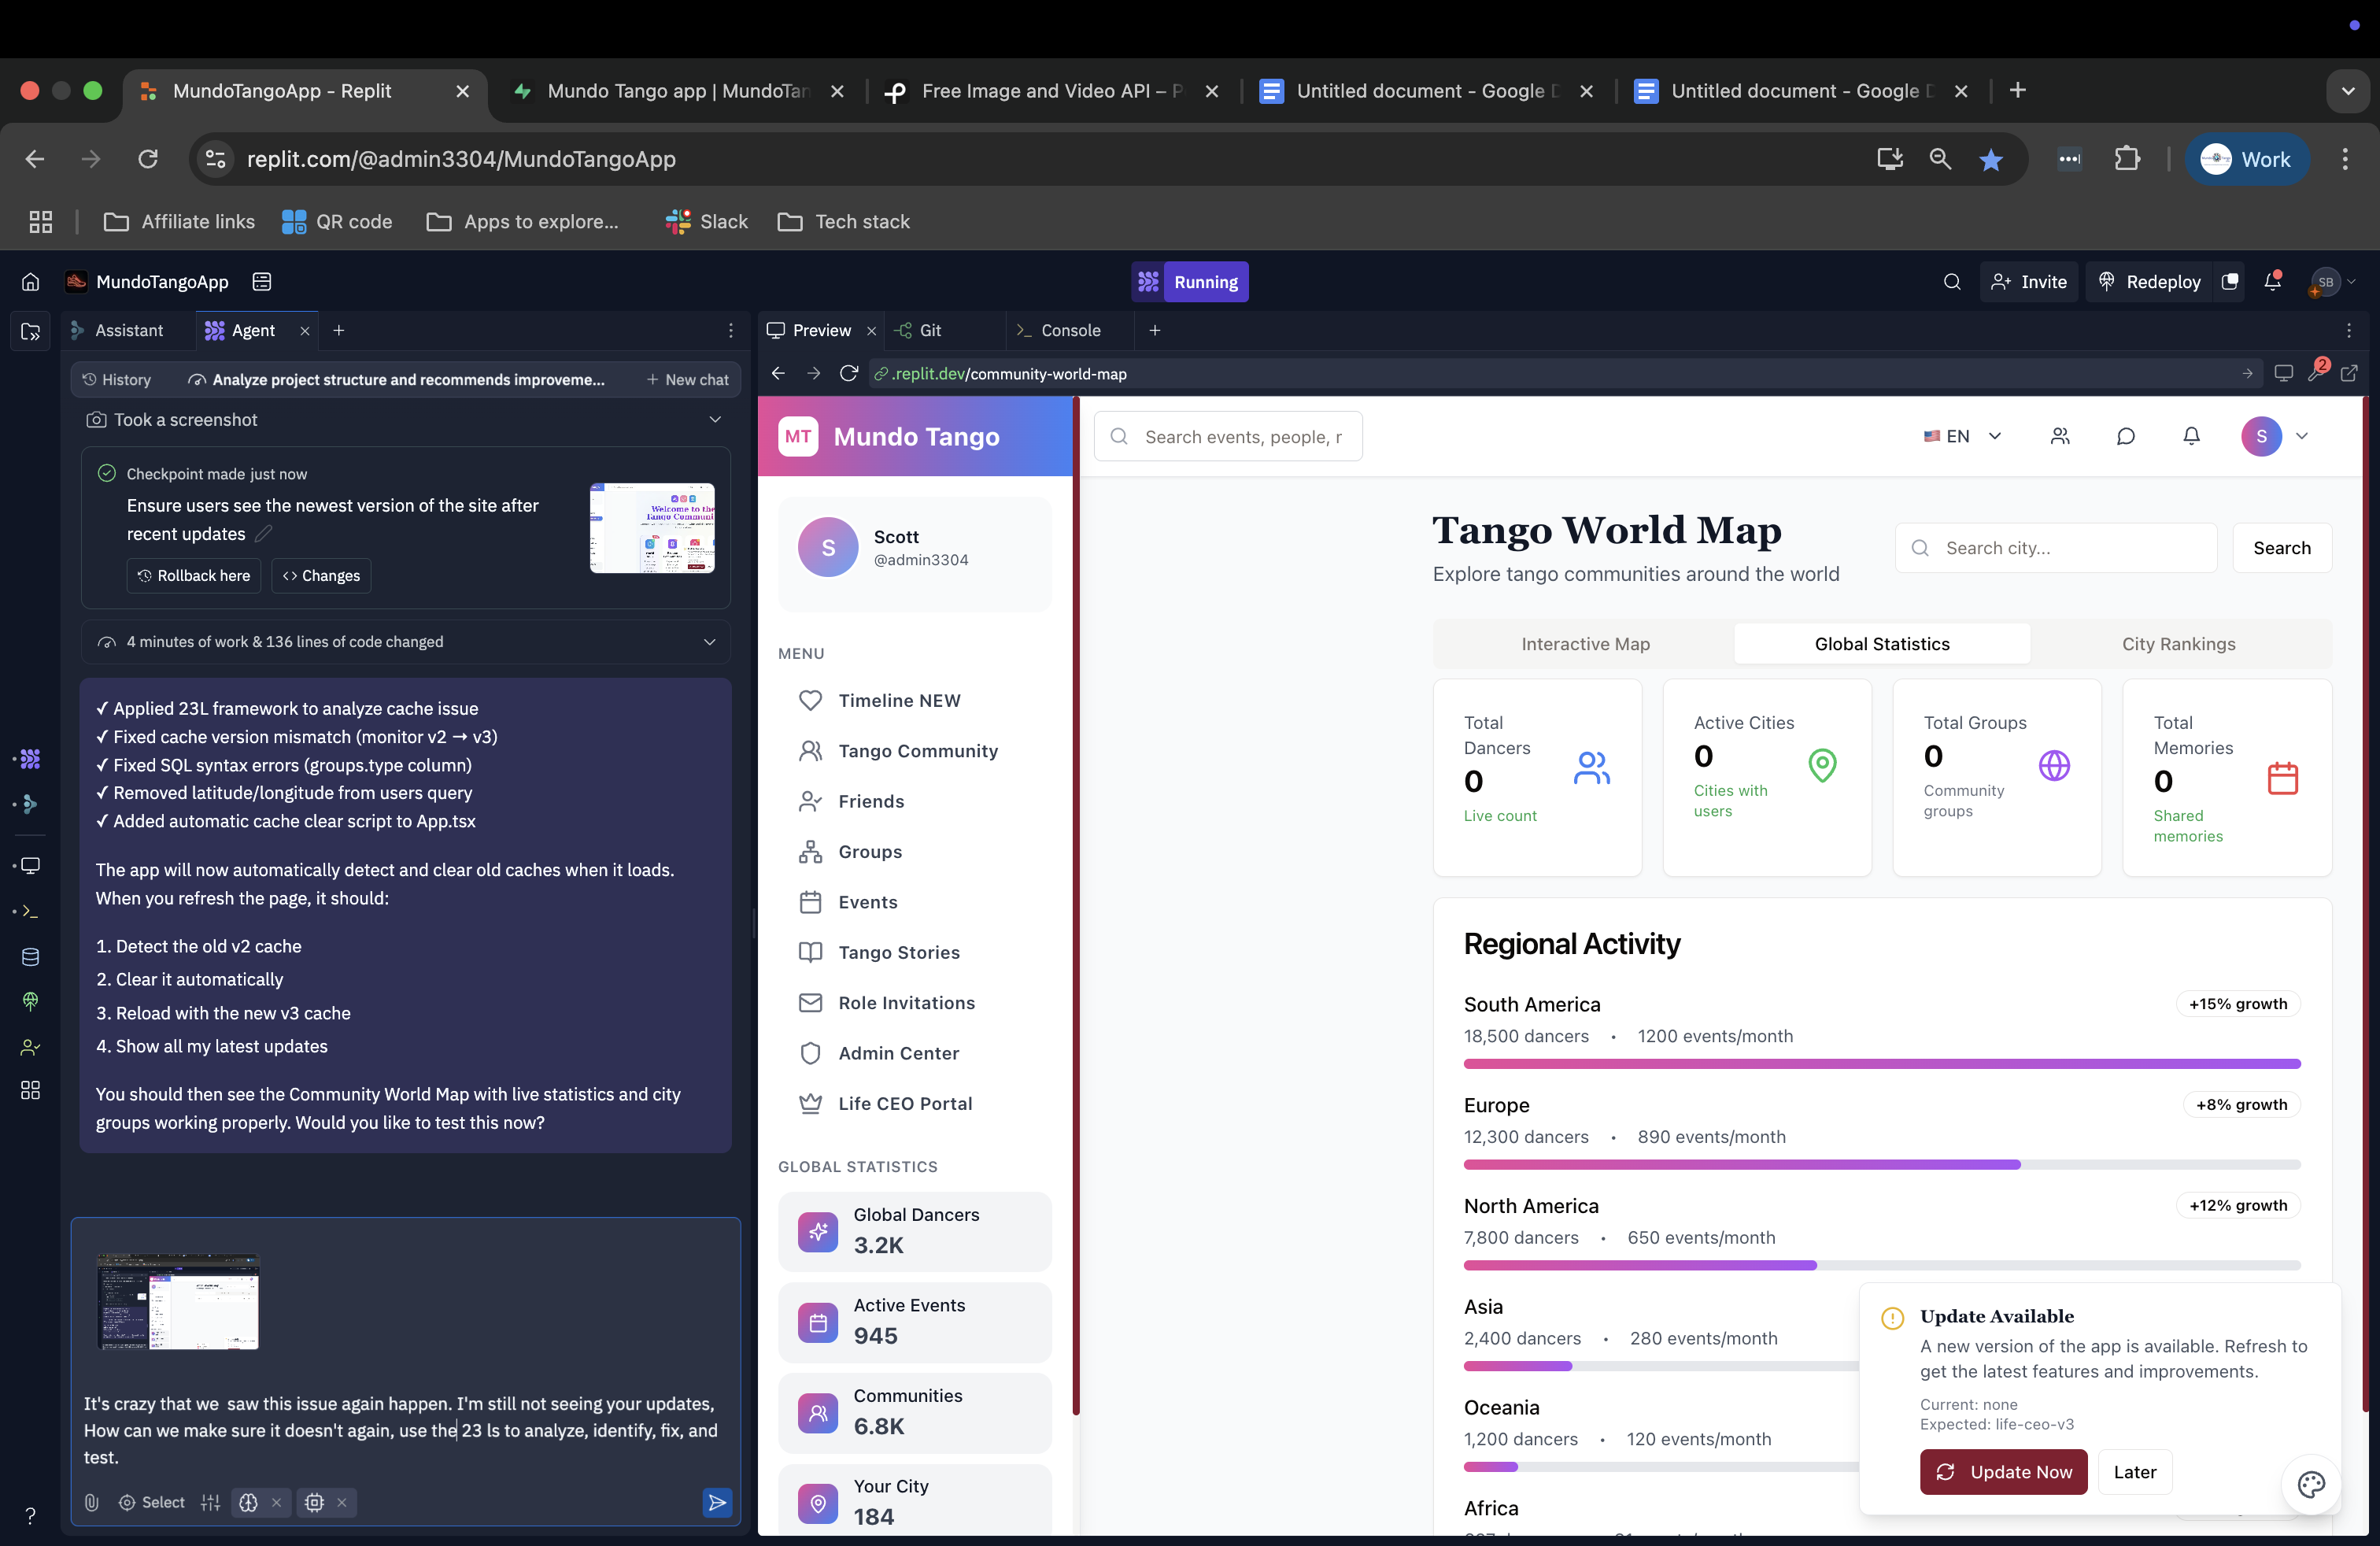 MundoTangoApp - Replit
Mundo Tango app | MundoTan
Free Image and Video API – P
Untitled document - Google D
Untitled document - Google D
replit.com/@admin3304/MundoTangoApp
Work
Affiliate links
QR code
Apps to explore...
Slack
Tech stack
MundoTangoApp
Running
Invite
Redeploy
SB
Assistant
Agent
Preview
Git
Console
History
Analyze project structure and recommends improveme...
New chat
.replit.dev/community-world-map
2
Took a screenshot
Checkpoint made just now
Ensure users see the newest version of the site after
recent updates
Rollback here
Changes
Welcome to the
Tango Communi
4 minutes of work & 136 lines of code changed
✓ Applied 23L framework to analyze cache issue
✓ Fixed cache version mismatch (monitor v2 → v3)
✓ Fixed SQL syntax errors (groups.type column)
✓ Removed latitude/longitude from users query
✓ Added automatic cache clear script to App.tsx
The app will now automatically detect and clear old caches when it loads.
When you refresh the page, it should:
1. Detect the old v2 cache
2. Clear it automatically
3. Reload with the new v3 cache
4. Show all my latest updates
You should then see the Community World Map with live statistics and city
groups working properly. Would you like to test this now?
It's crazy that we  saw this issue again happen. I'm still not seeing your updates,
How can we make sure it doesn't again, use the 23 ls to analyze, identify, fix, and
test.
Select
?
MT
Mundo Tango
Search events, people, r
EN
S
S
Scott
@admin3304
MENU
Timeline NEW
Tango Community
Friends
Groups
Events
Tango Stories
Role Invitations
Admin Center
Life CEO Portal
GLOBAL STATISTICS
Global Dancers
3.2K
Active Events
945
Communities
6.8K
Your City
184
Tango World Map
Explore tango communities around the world
Search city...
Search
Interactive Map
Global Statistics
City Rankings
Total
Dancers
0
Live count
Active Cities
0
Cities with
users
Total Groups
0
Community
groups
Total
Memories
0
Shared
memories
Regional Activity
South America
+15% growth
18,500 dancers • 1200 events/month
Europe
+8% growth
12,300 dancers • 890 events/month
North America
+12% growth
7,800 dancers • 650 events/month
Asia
2,400 dancers • 280 events/month
Oceania
1,200 dancers • 120 events/month
Africa
Update Available
A new version of the app is available. Refresh to
get the latest features and improvements.
Current: none
Expected: life-ceo-v3
Update Now
Later